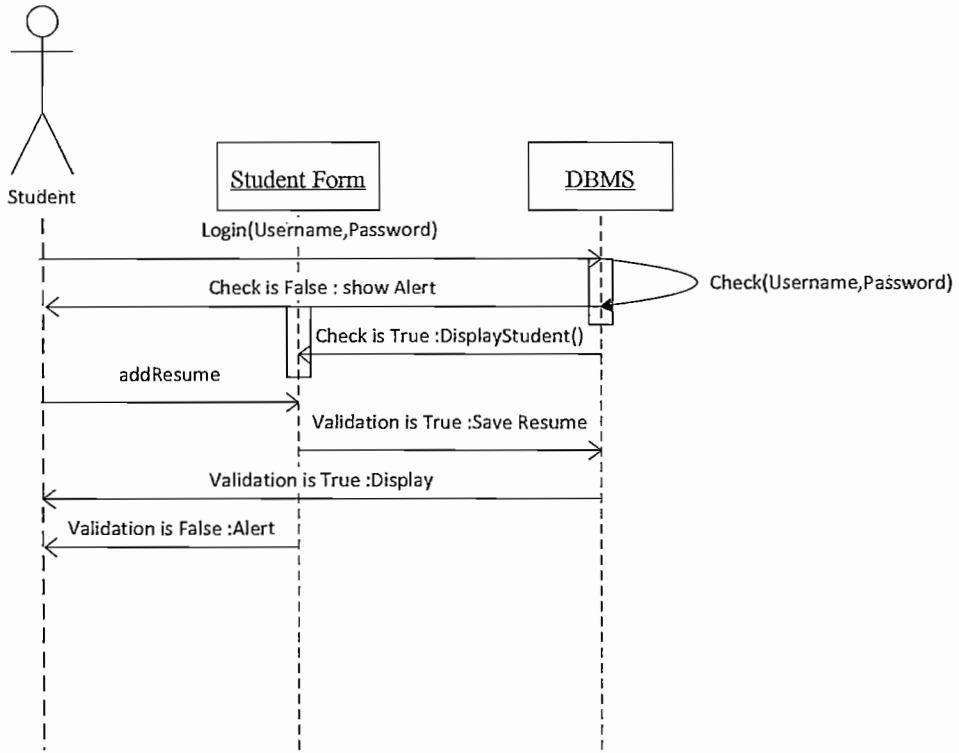 Student
Student Form
DBMS
Login(Username,Password)
Check(Username,Password)
Check is False : show Alert
Check is True :DisplayStudent()
addResume
Validation is True :Save Resume
Validation is True :Display
Validation is False :Alert